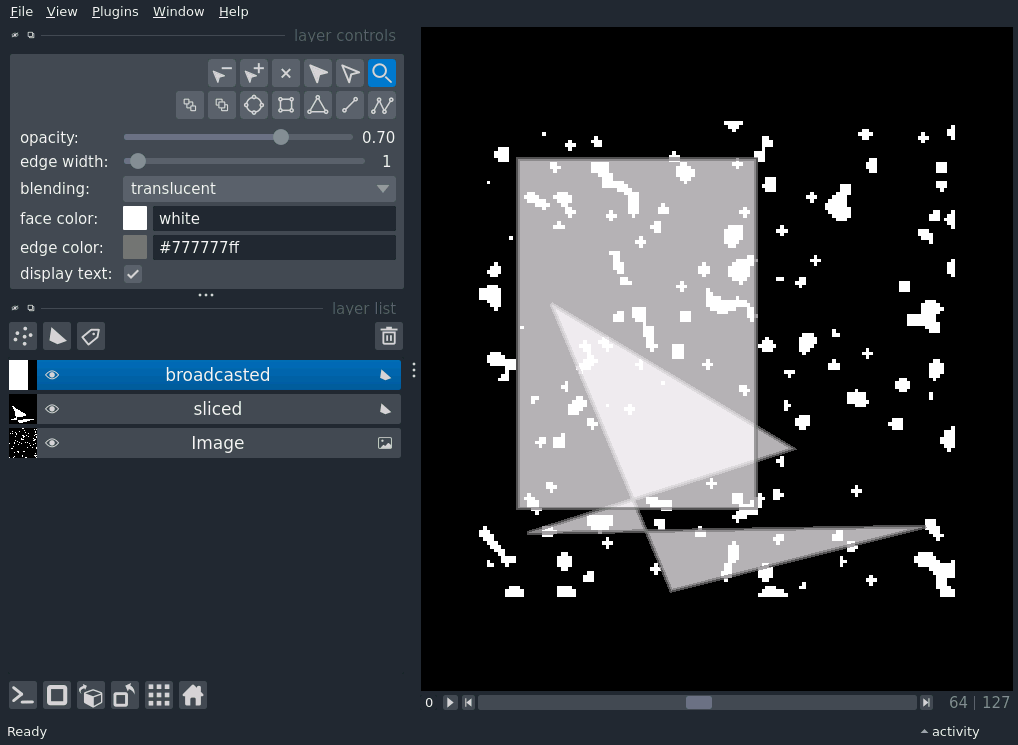 File View Plugins Window Help
layer controls
opacity: 0.70
edge width: 1
blending: translucent
face color: white
edge color: #777777ff
display text:
layer list
broadcasted
sliced
Image
0 64 | 127
Ready activity